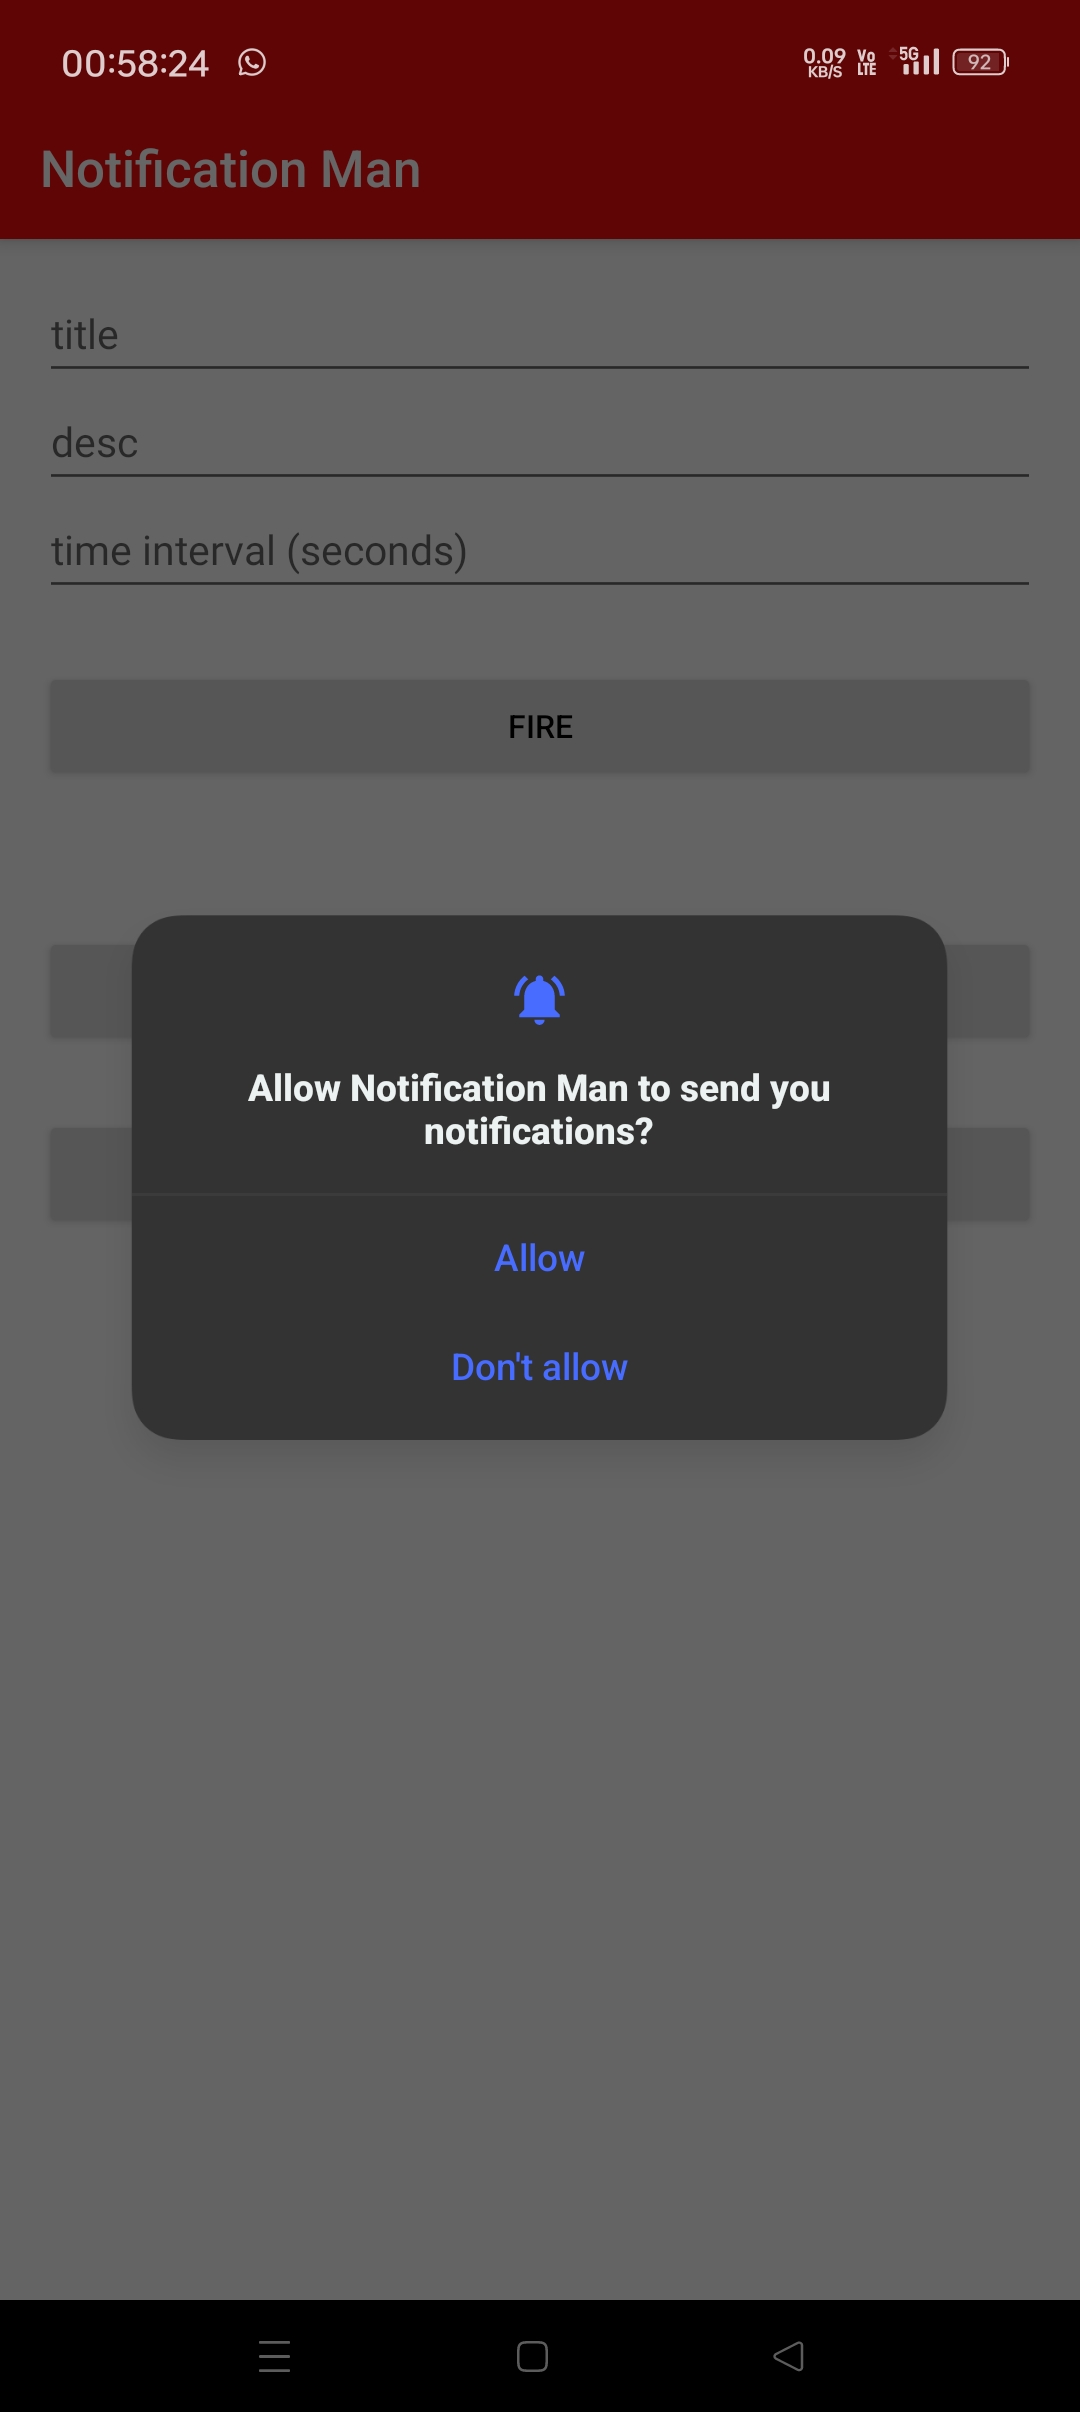 00:58:24 0.09 KB/S Vo LTE 5G 92
Notification Man
title
desc
time interval (seconds)
FIRE
Allow Notification Man to send you
notifications?
Allow
Don't allow